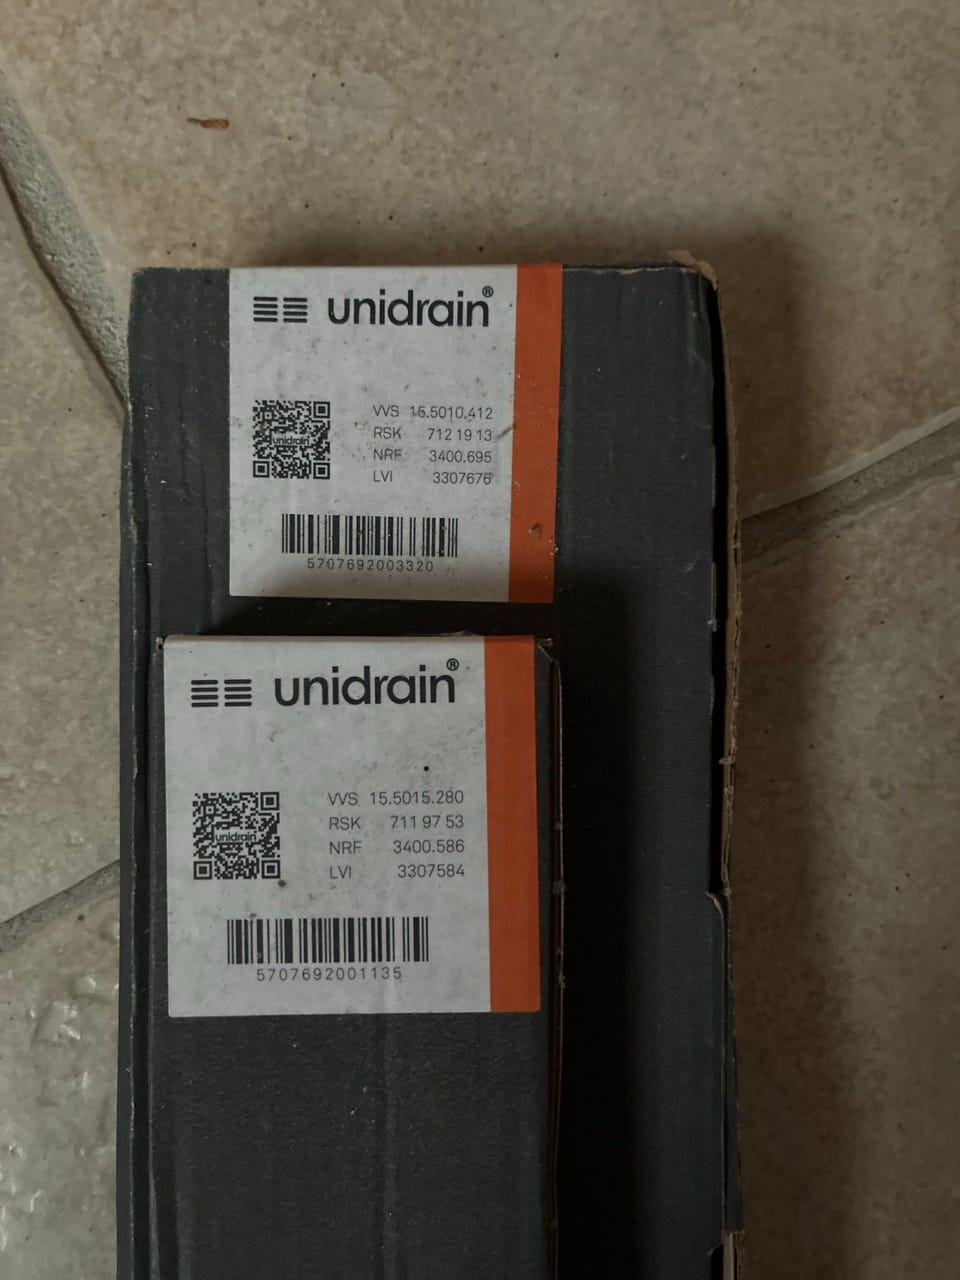 unidrain®
unidrain
VVS 15.5010.412
RSK 712 19 13
NRF 3400.695
LVI 3307676
5707692003320
unidrain®
unidrain
VVS 15.5015.280
RSK 711 97 53
NRF 3400.586
LVI 3307584
5707692001135